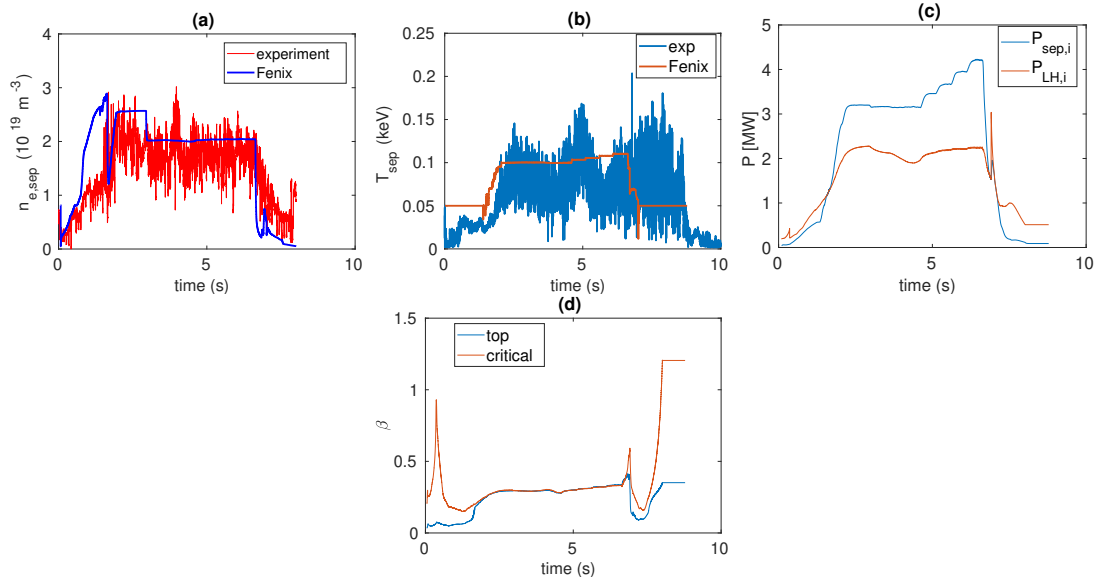 (a)
n_e,sep (10^19 m^-3)
4
3
2
1
0
0
5
10
time (s)
experiment
Fenix
(b)
T_sep (keV)
0.25
0.20
0.15
0.10
0.05
0
0
5
10
time (s)
exp
Fenix
(c)
P [MW]
5
4
3
2
1
0
0
5
10
time (s)
P_sep,i
P_LH,i
(d)
β
1.5
1
0.5
0
0
5
10
time (s)
top
critical